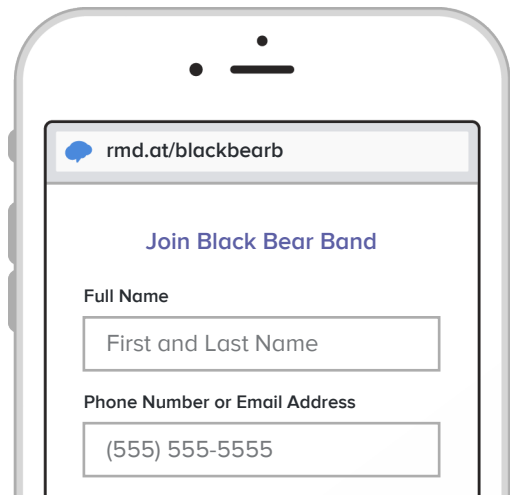 rmd.at/blackbearb
Join Black Bear Band
Full Name
First and Last Name
Phone Number or Email Address
(555) 555-5555